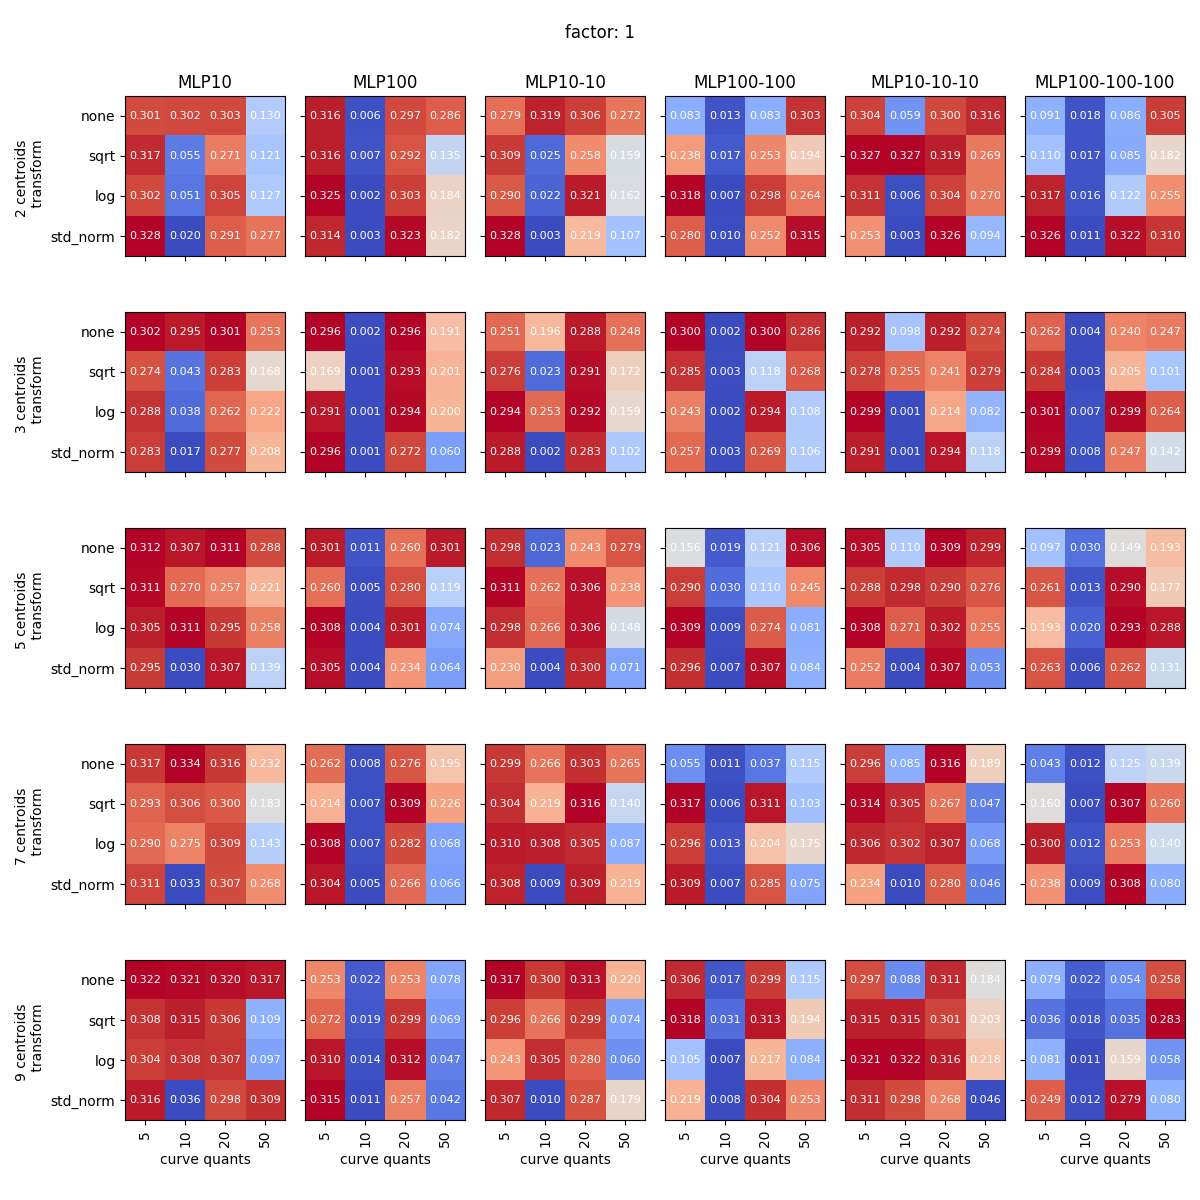 factor: 1
MLP10 MLP100 MLP10-10 MLP100-100 MLP10-10-10 MLP100-100-100
2 centroids
transform
none 0.301 0.302 0.303 0.130 0.316 0.006 0.297 0.286 0.279 0.319 0.306 0.272 0.083 0.013 0.083 0.303 0.304 0.059 0.300 0.316 0.091 0.018 0.086 0.305
sqrt 0.317 0.055 0.271 0.121 0.316 0.007 0.292 0.135 0.309 0.025 0.258 0.159 0.238 0.017 0.253 0.194 0.327 0.327 0.319 0.269 0.110 0.017 0.085 0.182
log 0.302 0.051 0.305 0.127 0.325 0.002 0.303 0.184 0.290 0.022 0.321 0.162 0.318 0.007 0.298 0.264 0.311 0.006 0.304 0.270 0.317 0.016 0.122 0.255
std_norm 0.328 0.020 0.291 0.277 0.314 0.003 0.323 0.182 0.328 0.003 0.219 0.107 0.280 0.010 0.252 0.315 0.253 0.003 0.326 0.094 0.326 0.011 0.322 0.310
3 centroids
transform
none 0.302 0.295 0.301 0.253 0.296 0.002 0.296 0.191 0.251 0.196 0.288 0.248 0.300 0.002 0.300 0.286 0.292 0.098 0.292 0.274 0.262 0.004 0.240 0.247
sqrt 0.274 0.043 0.283 0.168 0.169 0.001 0.293 0.201 0.276 0.023 0.291 0.172 0.285 0.003 0.118 0.268 0.278 0.255 0.241 0.279 0.284 0.003 0.205 0.101
log 0.288 0.038 0.262 0.222 0.291 0.001 0.294 0.200 0.294 0.253 0.292 0.159 0.243 0.002 0.294 0.108 0.299 0.001 0.214 0.082 0.301 0.007 0.299 0.264
std_norm 0.283 0.017 0.277 0.208 0.296 0.001 0.272 0.060 0.288 0.002 0.283 0.102 0.257 0.003 0.269 0.106 0.291 0.001 0.294 0.118 0.299 0.008 0.247 0.142
5 centroids
transform
none 0.312 0.307 0.311 0.288 0.301 0.011 0.260 0.301 0.298 0.023 0.243 0.279 0.156 0.019 0.121 0.306 0.305 0.110 0.309 0.299 0.097 0.030 0.149 0.193
sqrt 0.311 0.270 0.257 0.221 0.260 0.005 0.280 0.119 0.311 0.262 0.306 0.238 0.290 0.030 0.110 0.245 0.288 0.298 0.290 0.276 0.261 0.013 0.290 0.177
log 0.305 0.311 0.295 0.258 0.308 0.004 0.301 0.074 0.298 0.266 0.306 0.148 0.309 0.009 0.274 0.081 0.308 0.271 0.302 0.255 0.193 0.020 0.293 0.288
std_norm 0.295 0.030 0.307 0.139 0.305 0.004 0.234 0.064 0.230 0.004 0.300 0.071 0.296 0.007 0.307 0.084 0.252 0.004 0.307 0.053 0.263 0.006 0.262 0.131
7 centroids
transform
none 0.317 0.334 0.316 0.232 0.262 0.008 0.276 0.195 0.299 0.266 0.303 0.265 0.055 0.011 0.037 0.115 0.296 0.085 0.316 0.189 0.043 0.012 0.125 0.139
sqrt 0.293 0.306 0.300 0.183 0.214 0.007 0.309 0.226 0.304 0.219 0.316 0.140 0.317 0.006 0.311 0.103 0.314 0.305 0.267 0.047 0.160 0.007 0.307 0.260
log 0.290 0.275 0.309 0.143 0.308 0.007 0.282 0.068 0.310 0.308 0.305 0.087 0.296 0.013 0.204 0.175 0.306 0.302 0.307 0.068 0.300 0.012 0.253 0.140
std_norm 0.311 0.033 0.307 0.268 0.304 0.005 0.266 0.066 0.308 0.009 0.309 0.219 0.309 0.007 0.285 0.075 0.234 0.010 0.280 0.046 0.238 0.009 0.308 0.080
9 centroids
transform
none 0.322 0.321 0.320 0.317 0.253 0.022 0.253 0.078 0.317 0.300 0.313 0.220 0.306 0.017 0.299 0.115 0.297 0.088 0.311 0.184 0.079 0.022 0.054 0.258
sqrt 0.308 0.315 0.306 0.109 0.272 0.019 0.299 0.069 0.296 0.266 0.299 0.074 0.318 0.031 0.313 0.194 0.315 0.315 0.301 0.203 0.036 0.018 0.035 0.283
log 0.304 0.308 0.307 0.097 0.310 0.014 0.312 0.047 0.243 0.305 0.280 0.060 0.105 0.007 0.217 0.084 0.321 0.322 0.316 0.218 0.081 0.011 0.159 0.058
std_norm 0.316 0.036 0.298 0.309 0.315 0.011 0.257 0.042 0.307 0.010 0.287 0.179 0.219 0.008 0.304 0.253 0.311 0.298 0.268 0.046 0.249 0.012 0.279 0.080
5 10 20 50 5 10 20 50 5 10 20 50 5 10 20 50 5 10 20 50 5 10 20 50
curve quants curve quants curve quants curve quants curve quants curve quants